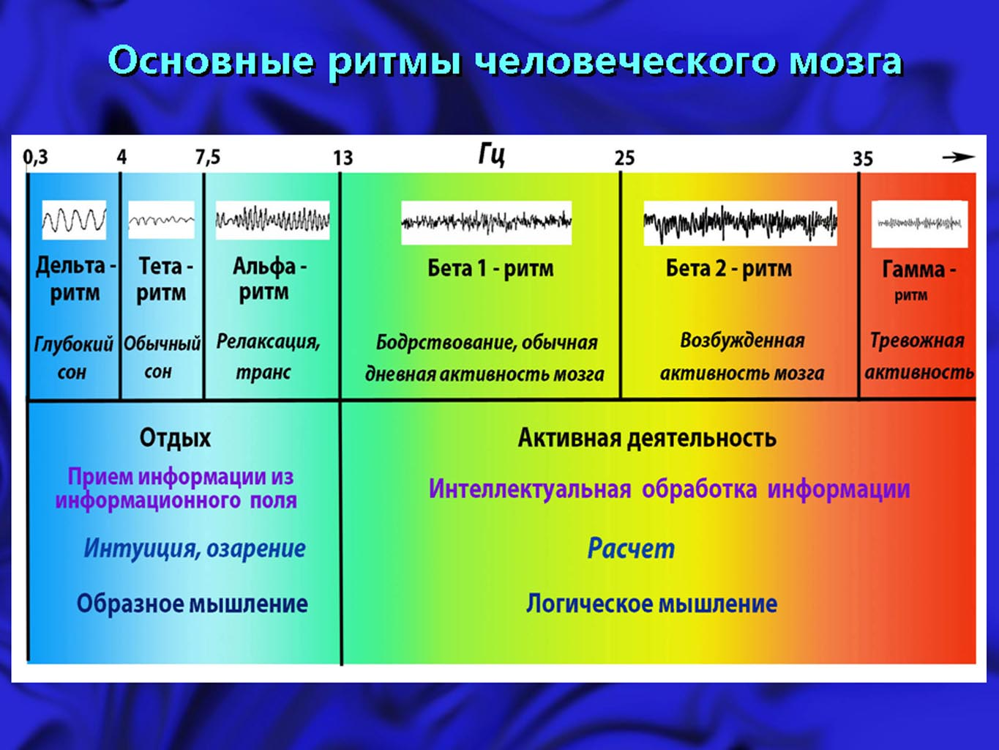 Основные ритмы человеческого мозга
0,3 4 7,5 13 Гц 25 35
Дельта -
ритм
Глубокий
сон
Тета -
ритм
Обычный
сон
Альфа -
ритм
Релаксация,
транс
Бета 1 - ритм
Бодрствование, обычная
дневная активность мозга
Бета 2 - ритм
Возбужденная
активность мозга
Гамма -
ритм
Тревожная
активность
Отдых
Прием информации из
информационного поля
Интуиция, озарение
Образное мышление
Активная деятельность
Интеллектуальная обработка информации
Расчет
Логическое мышление